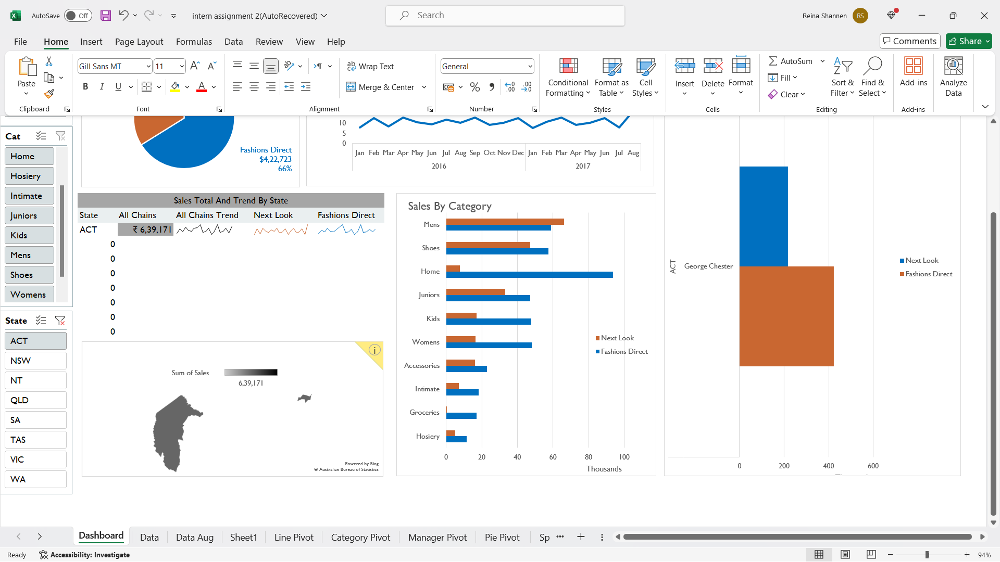 AutoSave Off intern assignment 2(AutoRecovered) Search Reina Shannen RS
File Home Insert Page Layout Formulas Data Review View Help Comments Share
Paste Gill Sans MT 11 Wrap Text General Conditional Formatting Format as Table Cell Styles Insert Delete Format AutoSum Fill Clear Sort & Filter Find & Select Add-ins Analyze Data
B I U A Merge & Center % .00
Clipboard Font Alignment Number Styles Cells Editing Add-ins
Cat
Home
Hosiery
Intimate
Juniors
Kids
Mens
Shoes
Womens
State
ACT
NSW
NT
QLD
SA
TAS
VIC
WA
Fashions Direct
$4,22,723
66%
10
5
0
Jan Feb Mar Apr May Jun Jul Aug Sep Oct Nov Dec Jan Feb Mar Apr May Jun Jul Aug
2016 2017
Sales Total And Trend By State
State All Chains All Chains Trend Next Look Fashions Direct
ACT ₹ 6,39,171
0
0
0
0
0
0
0
Sum of Sales
6,39,171
Powered by Bing
© Australian Bureau of Statistics
Sales By Category
Mens
Shoes
Home
Juniors
Kids
Womens
Accessories
Intimate
Groceries
Hosiery
Next Look
Fashions Direct
0 20 40 60 80 100
Thousands
ACT
George Chester
Next Look
Fashions Direct
0 200 400 600
Dashboard Data Data Aug Sheet1 Line Pivot Category Pivot Manager Pivot Pie Pivot Sp
Ready Accessibility: Investigate 94%